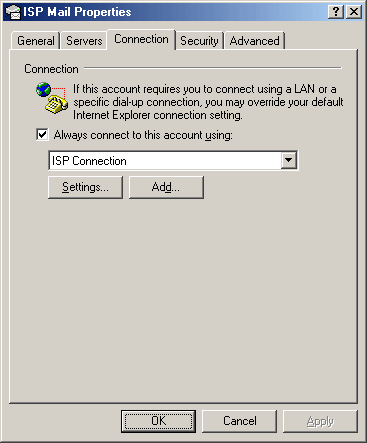 ISP Mail Properties
General Servers Connection Security Advanced
Connection
If this account requires you to connect using a LAN or a
specific dial-up connection, you may override your default
Internet Explorer connection setting.
Always connect to this account using:
ISP Connection
Settings... Add...
OK Cancel Apply